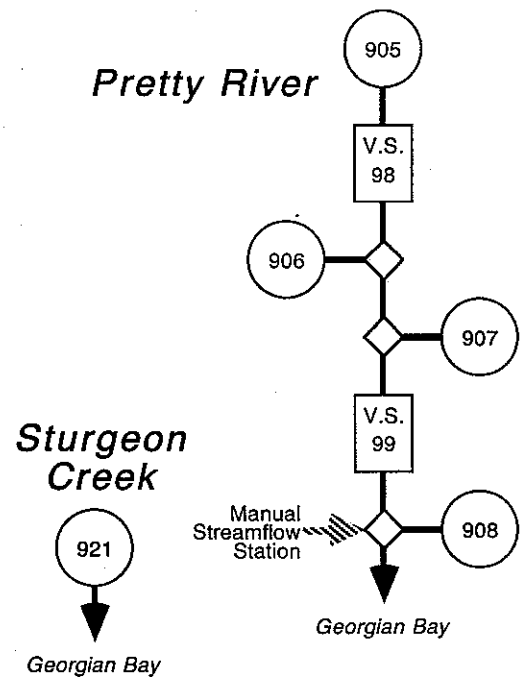 905
Pretty River
V.S.
98
906
907
V.S.
99
Sturgeon
Creek
Manual
Streamflow
Station
908
921
Georgian Bay
Georgian Bay